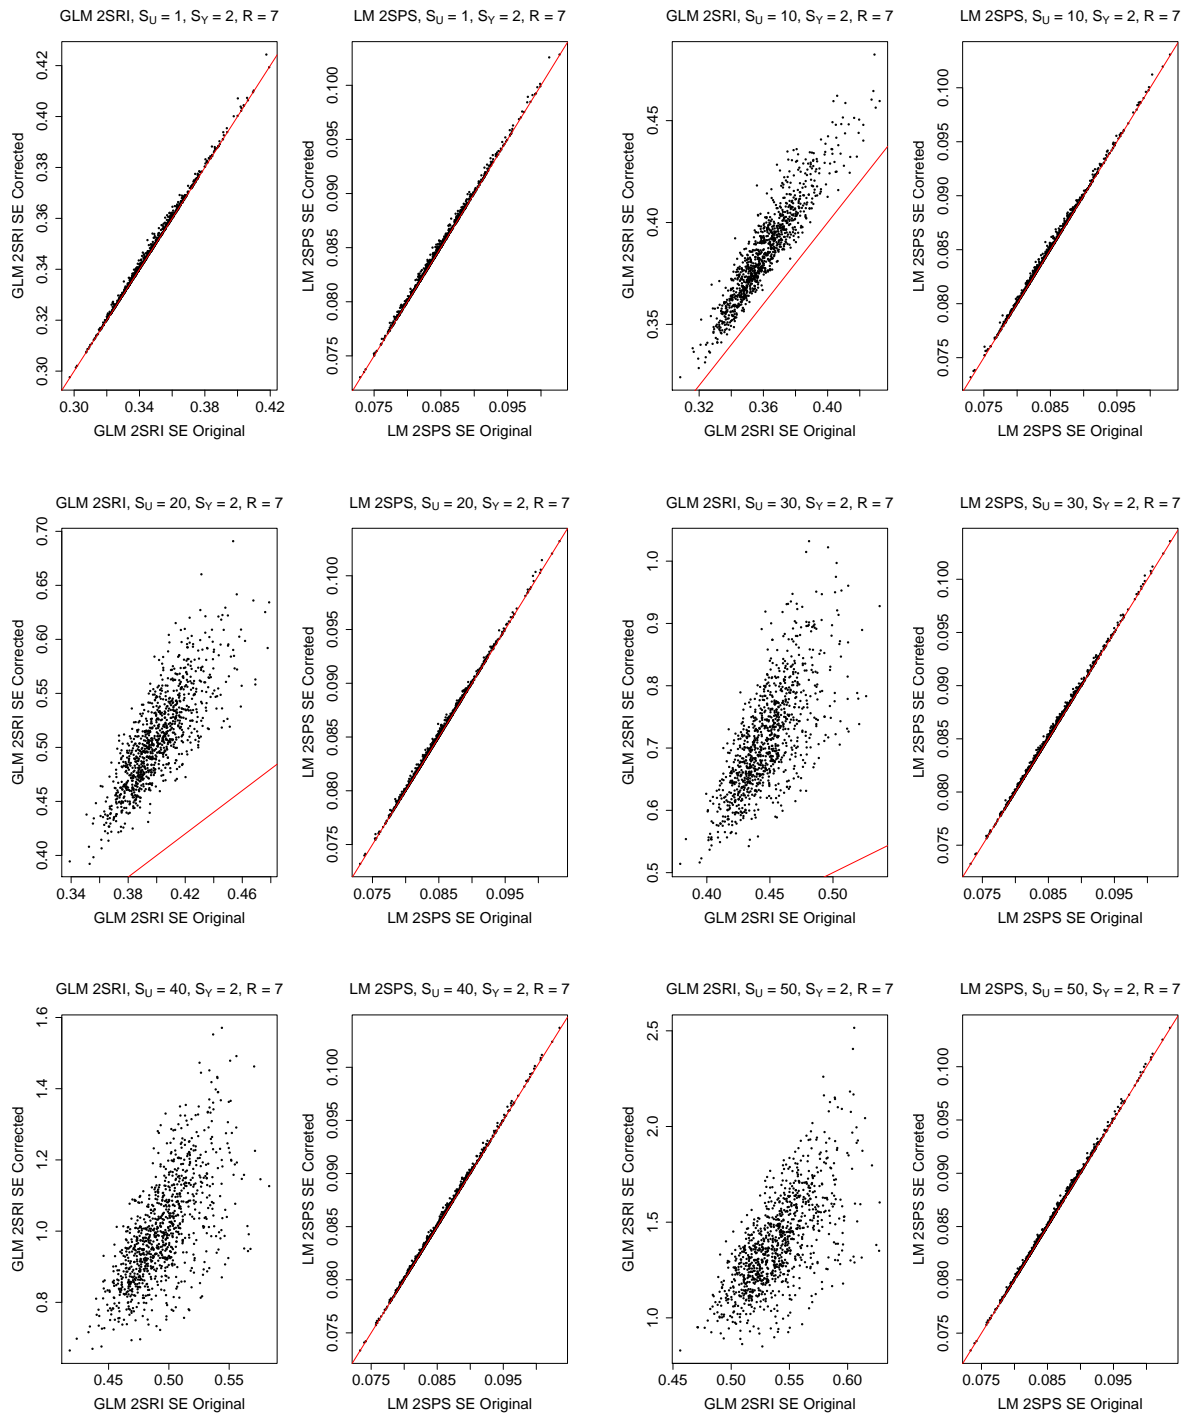 GLM 2SRI, S_U = 1, S_Y = 2, R = 7
GLM 2SRI SE Corrected
0.30 0.32 0.34 0.36 0.38 0.40 0.42
0.30 0.34 0.38 0.42
GLM 2SRI SE Original
LM 2SPS, S_U = 1, S_Y = 2, R = 7
LM 2SPS SE Correted
0.075 0.080 0.085 0.090 0.095 0.100
0.075 0.085 0.095
LM 2SPS SE Original
GLM 2SRI, S_U = 10, S_Y = 2, R = 7
GLM 2SRI SE Corrected
0.35 0.40 0.45
0.32 0.36 0.40
GLM 2SRI SE Original
LM 2SPS, S_U = 10, S_Y = 2, R = 7
LM 2SPS SE Correted
0.075 0.080 0.085 0.090 0.095 0.100
0.075 0.085 0.095
LM 2SPS SE Original
GLM 2SRI, S_U = 20, S_Y = 2, R = 7
GLM 2SRI SE Corrected
0.40 0.45 0.50 0.55 0.60 0.65 0.70
0.34 0.38 0.42 0.46
GLM 2SRI SE Original
LM 2SPS, S_U = 20, S_Y = 2, R = 7
LM 2SPS SE Correted
0.075 0.080 0.085 0.090 0.095 0.100
0.075 0.085 0.095
LM 2SPS SE Original
GLM 2SRI, S_U = 30, S_Y = 2, R = 7
GLM 2SRI SE Corrected
0.5 0.6 0.7 0.8 0.9 1.0
0.40 0.45 0.50
GLM 2SRI SE Original
LM 2SPS, S_U = 30, S_Y = 2, R = 7
LM 2SPS SE Correted
0.075 0.080 0.085 0.090 0.095 0.100
0.075 0.085 0.095
LM 2SPS SE Original
GLM 2SRI, S_U = 40, S_Y = 2, R = 7
GLM 2SRI SE Corrected
0.8 1.0 1.2 1.4 1.6
0.45 0.50 0.55
GLM 2SRI SE Original
LM 2SPS, S_U = 40, S_Y = 2, R = 7
LM 2SPS SE Correted
0.075 0.080 0.085 0.090 0.095 0.100
0.075 0.085 0.095
LM 2SPS SE Original
GLM 2SRI, S_U = 50, S_Y = 2, R = 7
GLM 2SRI SE Corrected
1.0 1.5 2.0 2.5
0.45 0.50 0.55 0.60
GLM 2SRI SE Original
LM 2SPS, S_U = 50, S_Y = 2, R = 7
LM 2SPS SE Correted
0.075 0.080 0.085 0.090 0.095 0.100
0.075 0.085 0.095
LM 2SPS SE Original